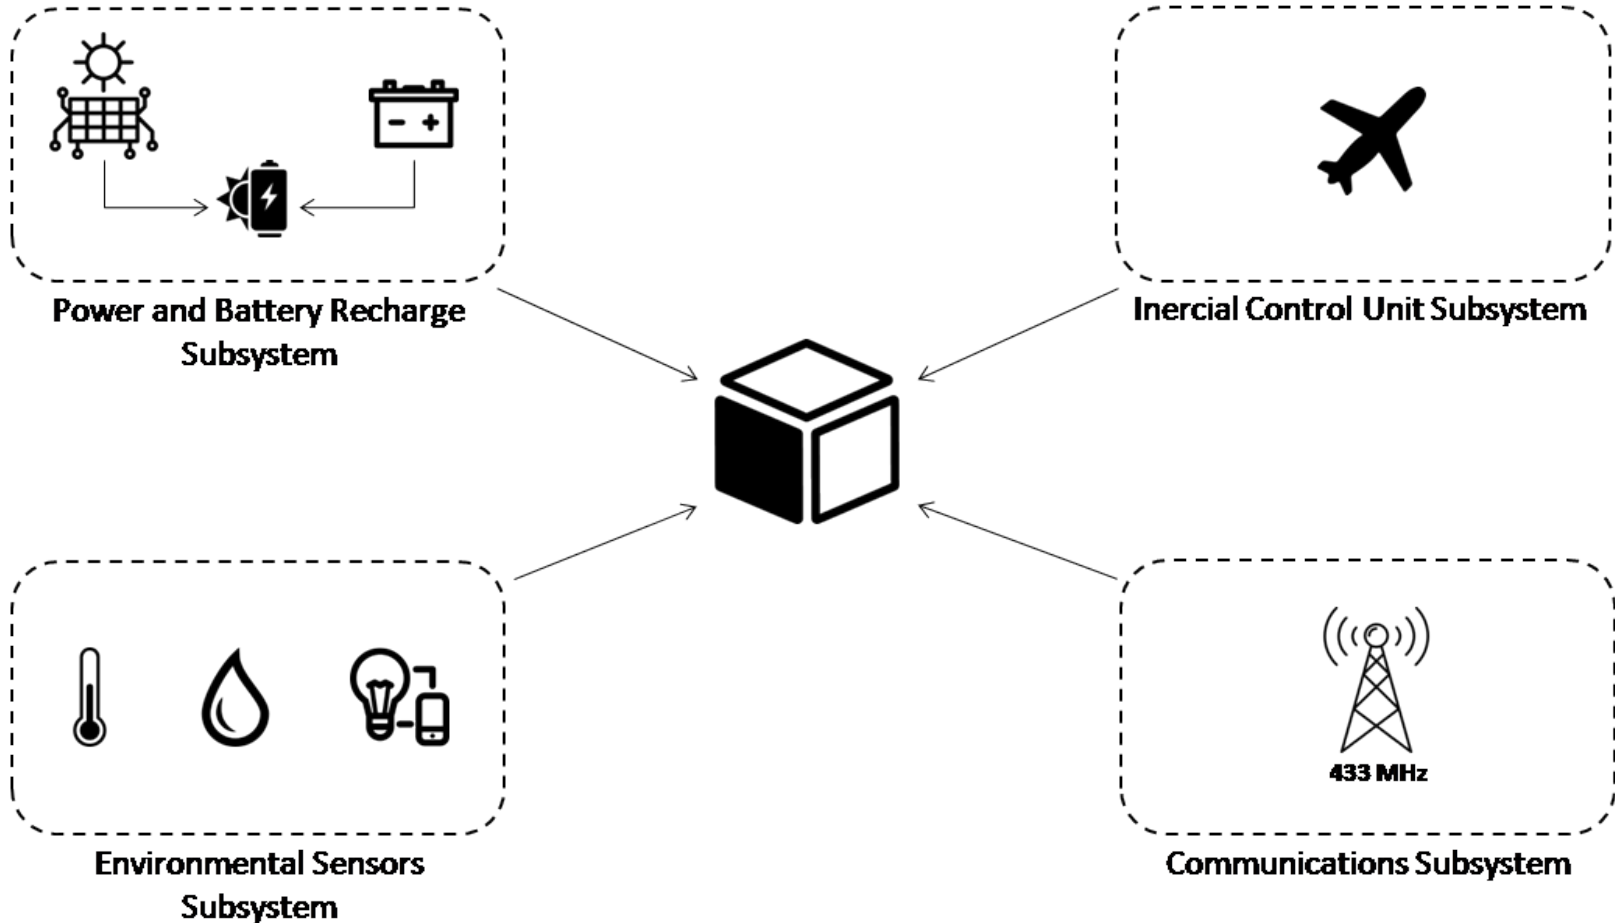 Power and Battery Recharge
Subsystem
Inercial Control Unit Subsystem
433 MHz
Environmental Sensors
Subsystem
Communications Subsystem